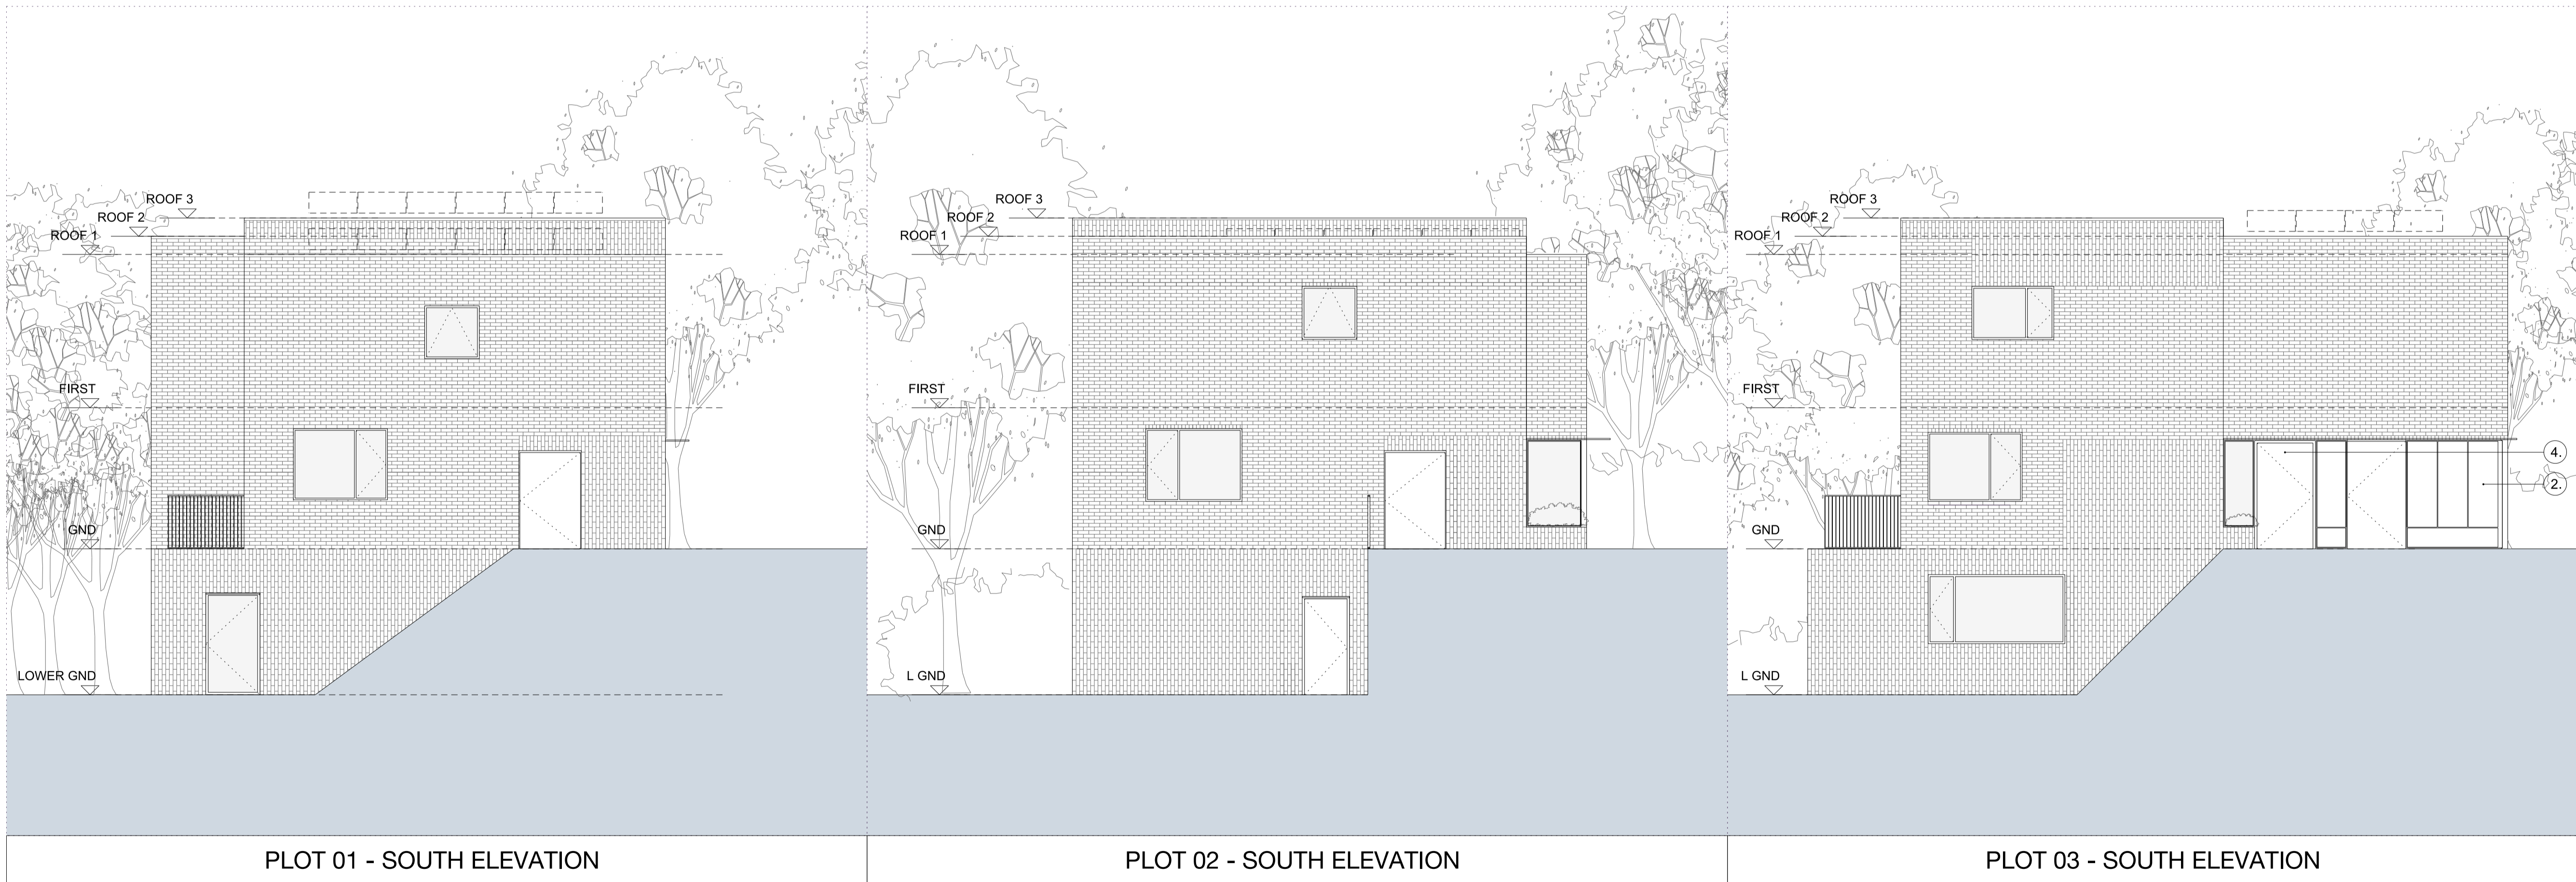 ROOF 3
ROOF 2
ROOF 1
FIRST
GND
LOWER GND
PLOT 01 - SOUTH ELEVATION
ROOF 3
ROOF 2
ROOF 1
FIRST
GND
L GND
PLOT 02 - SOUTH ELEVATION
ROOF 3
ROOF 2
ROOF 1
FIRST
4.
2.
GND
L GND
PLOT 03 - SOUTH ELEVATION